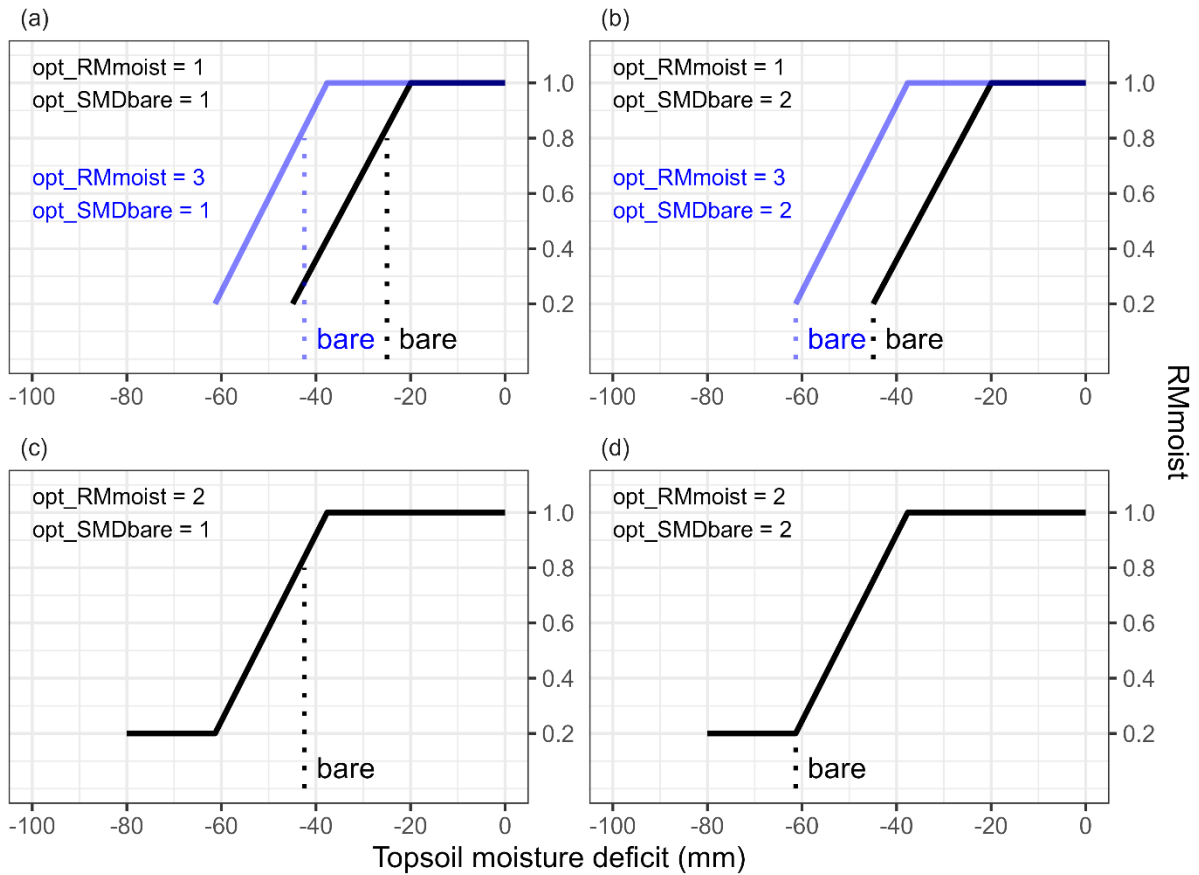 (a)
opt_RMmoist = 1
opt_SMDbare = 1
opt_RMmoist = 3
opt_SMDbare = 1
bare
bare
1.0
0.8
0.6
0.4
0.2
-100 -80 -60 -40 -20 0
(b)
opt_RMmoist = 1
opt_SMDbare = 2
opt_RMmoist = 3
opt_SMDbare = 2
bare
bare
1.0
0.8
0.6
0.4
0.2
-100 -80 -60 -40 -20 0
(c)
opt_RMmoist = 2
opt_SMDbare = 1
bare
1.0
0.8
0.6
0.4
0.2
-100 -80 -60 -40 -20 0
(d)
opt_RMmoist = 2
opt_SMDbare = 2
bare
1.0
0.8
0.6
0.4
0.2
-100 -80 -60 -40 -20 0
RMmoist
Topsoil moisture deficit (mm)